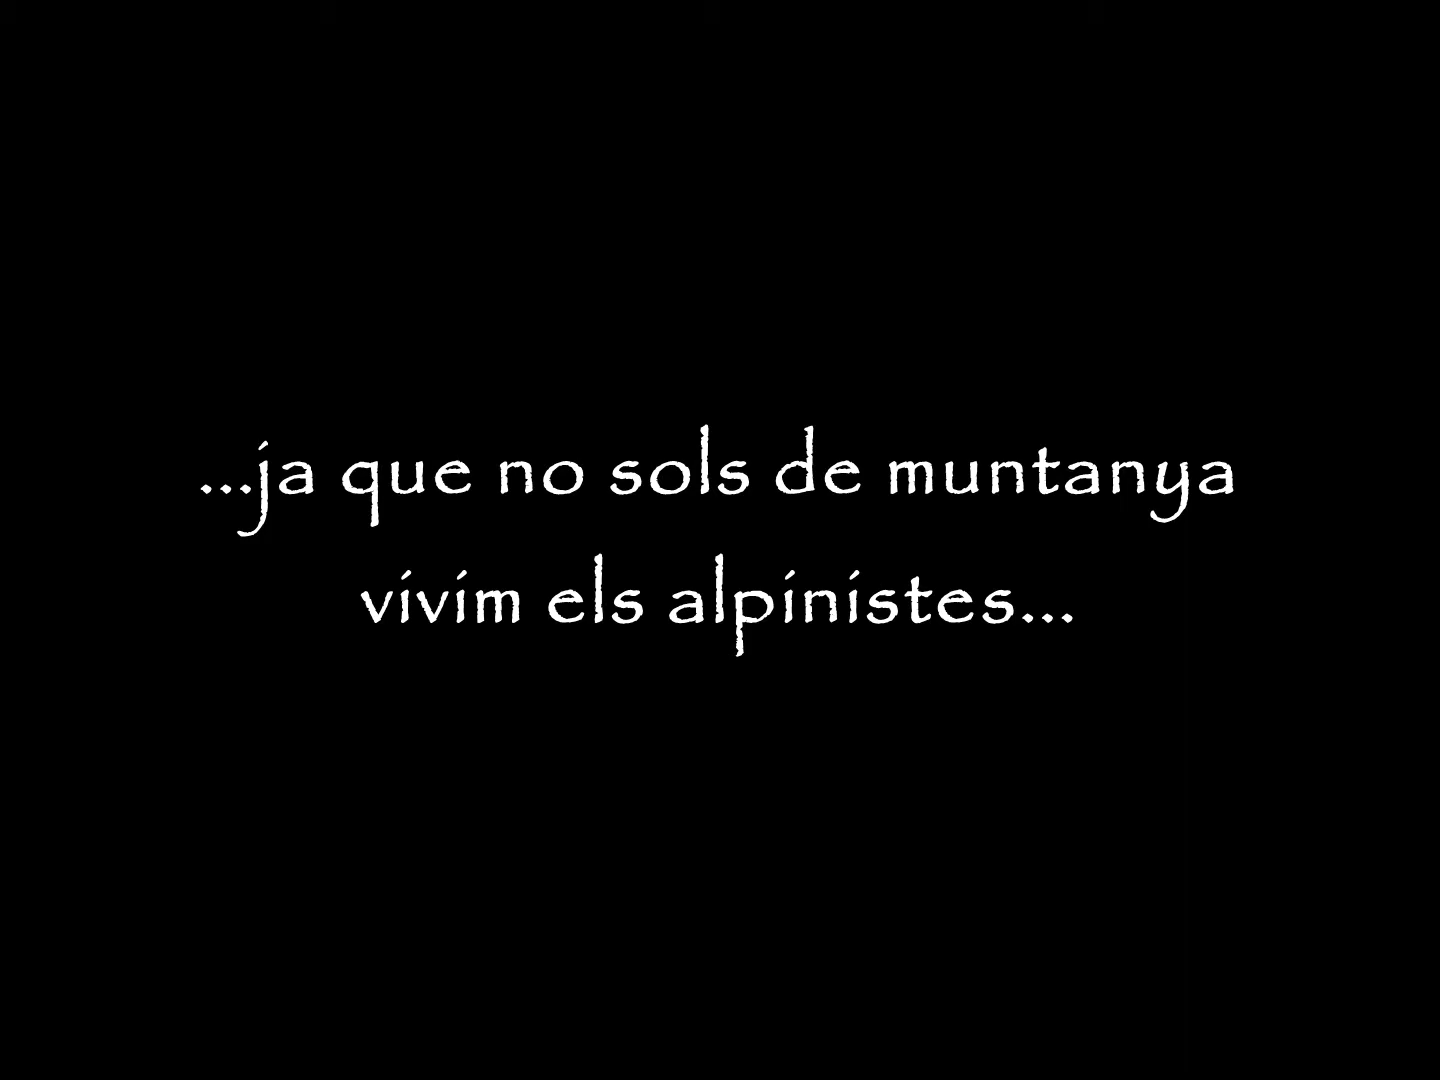 ...ja que no sols de muntanya
vivim els alpinistes...